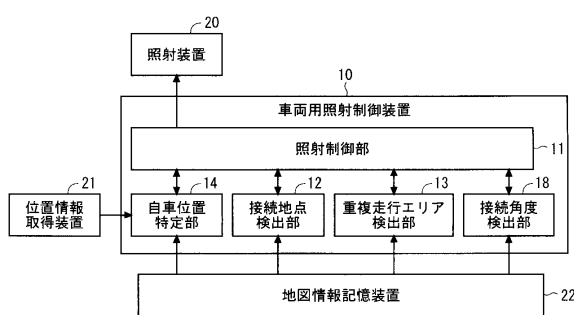 20
照射装置
10
車両用照射制御装置
照射制御部
11
21
位置情報
取得装置
14
自車位置
特定部
12
接続地点
検出部
13
重複走行エリア
検出部
18
接続角度
検出部
地図情報記憶装置
22